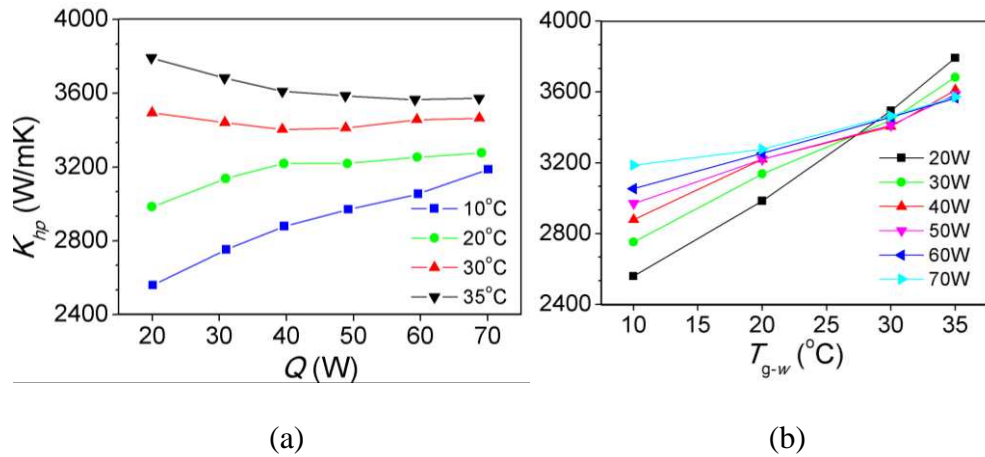 4000
3600
3200
2800
2400
K_hp (W/mK)
10°C
20°C
30°C
35°C
20 30 40 50 60 70
Q (W)
(a)
4000
3600
3200
2800
2400
20W
30W
40W
50W
60W
70W
10 15 20 25 30 35
T_g-w (°C)
(b)